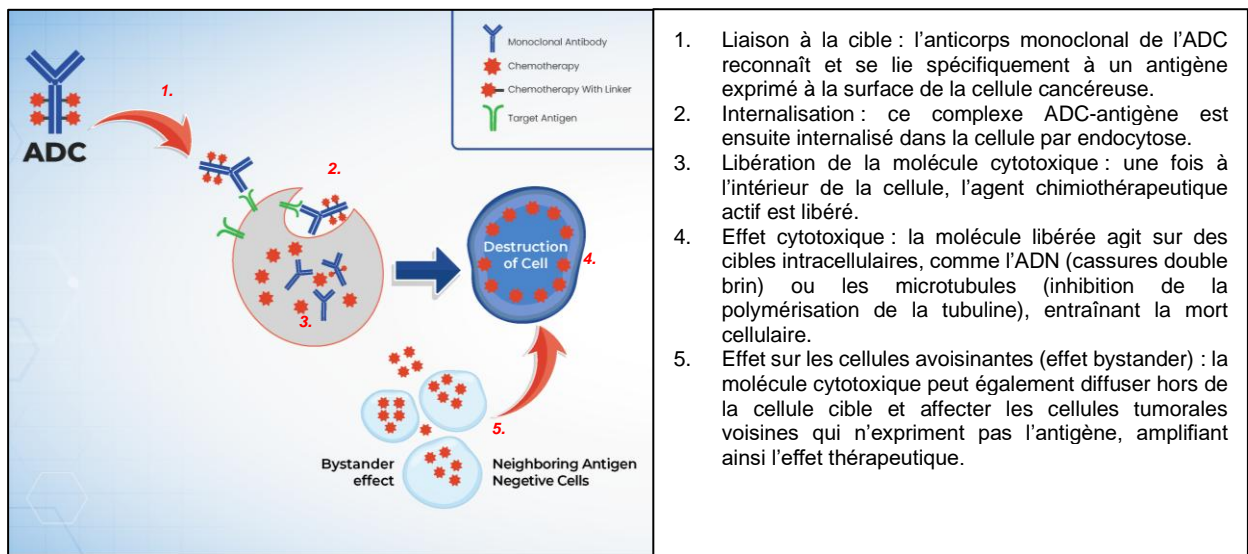 Monoclonal Antibody
Chemotherapy
Chemotherapy With Linker
Target Antigen
ADC
1.
2.
3.
Destruction
of Cell
4.
5.
Bystander
effect
Neighboring Antigen
Negetive Cells
1. Liaison à la cible : l’anticorps monoclonal de l’ADC
reconnaît et se lie spécifiquement à un antigène
exprimé à la surface de la cellule cancéreuse.
2. Internalisation : ce complexe ADC-antigène est
ensuite internalisé dans la cellule par endocytose.
3. Libération de la molécule cytotoxique : une fois à
l’intérieur de la cellule, l’agent chimiothérapeutique
actif est libéré.
4. Effet cytotoxique : la molécule libérée agit sur des
cibles intracellulaires, comme l’ADN (cassures double
brin) ou les microtubules (inhibition de la
polymérisation de la tubuline), entraînant la mort
cellulaire.
5. Effet sur les cellules avoisinantes (effet bystander) : la
molécule cytotoxique peut également diffuser hors de
la cellule cible et affecter les cellules tumorales
voisines qui n’expriment pas l’antigène, amplifiant
ainsi l’effet thérapeutique.